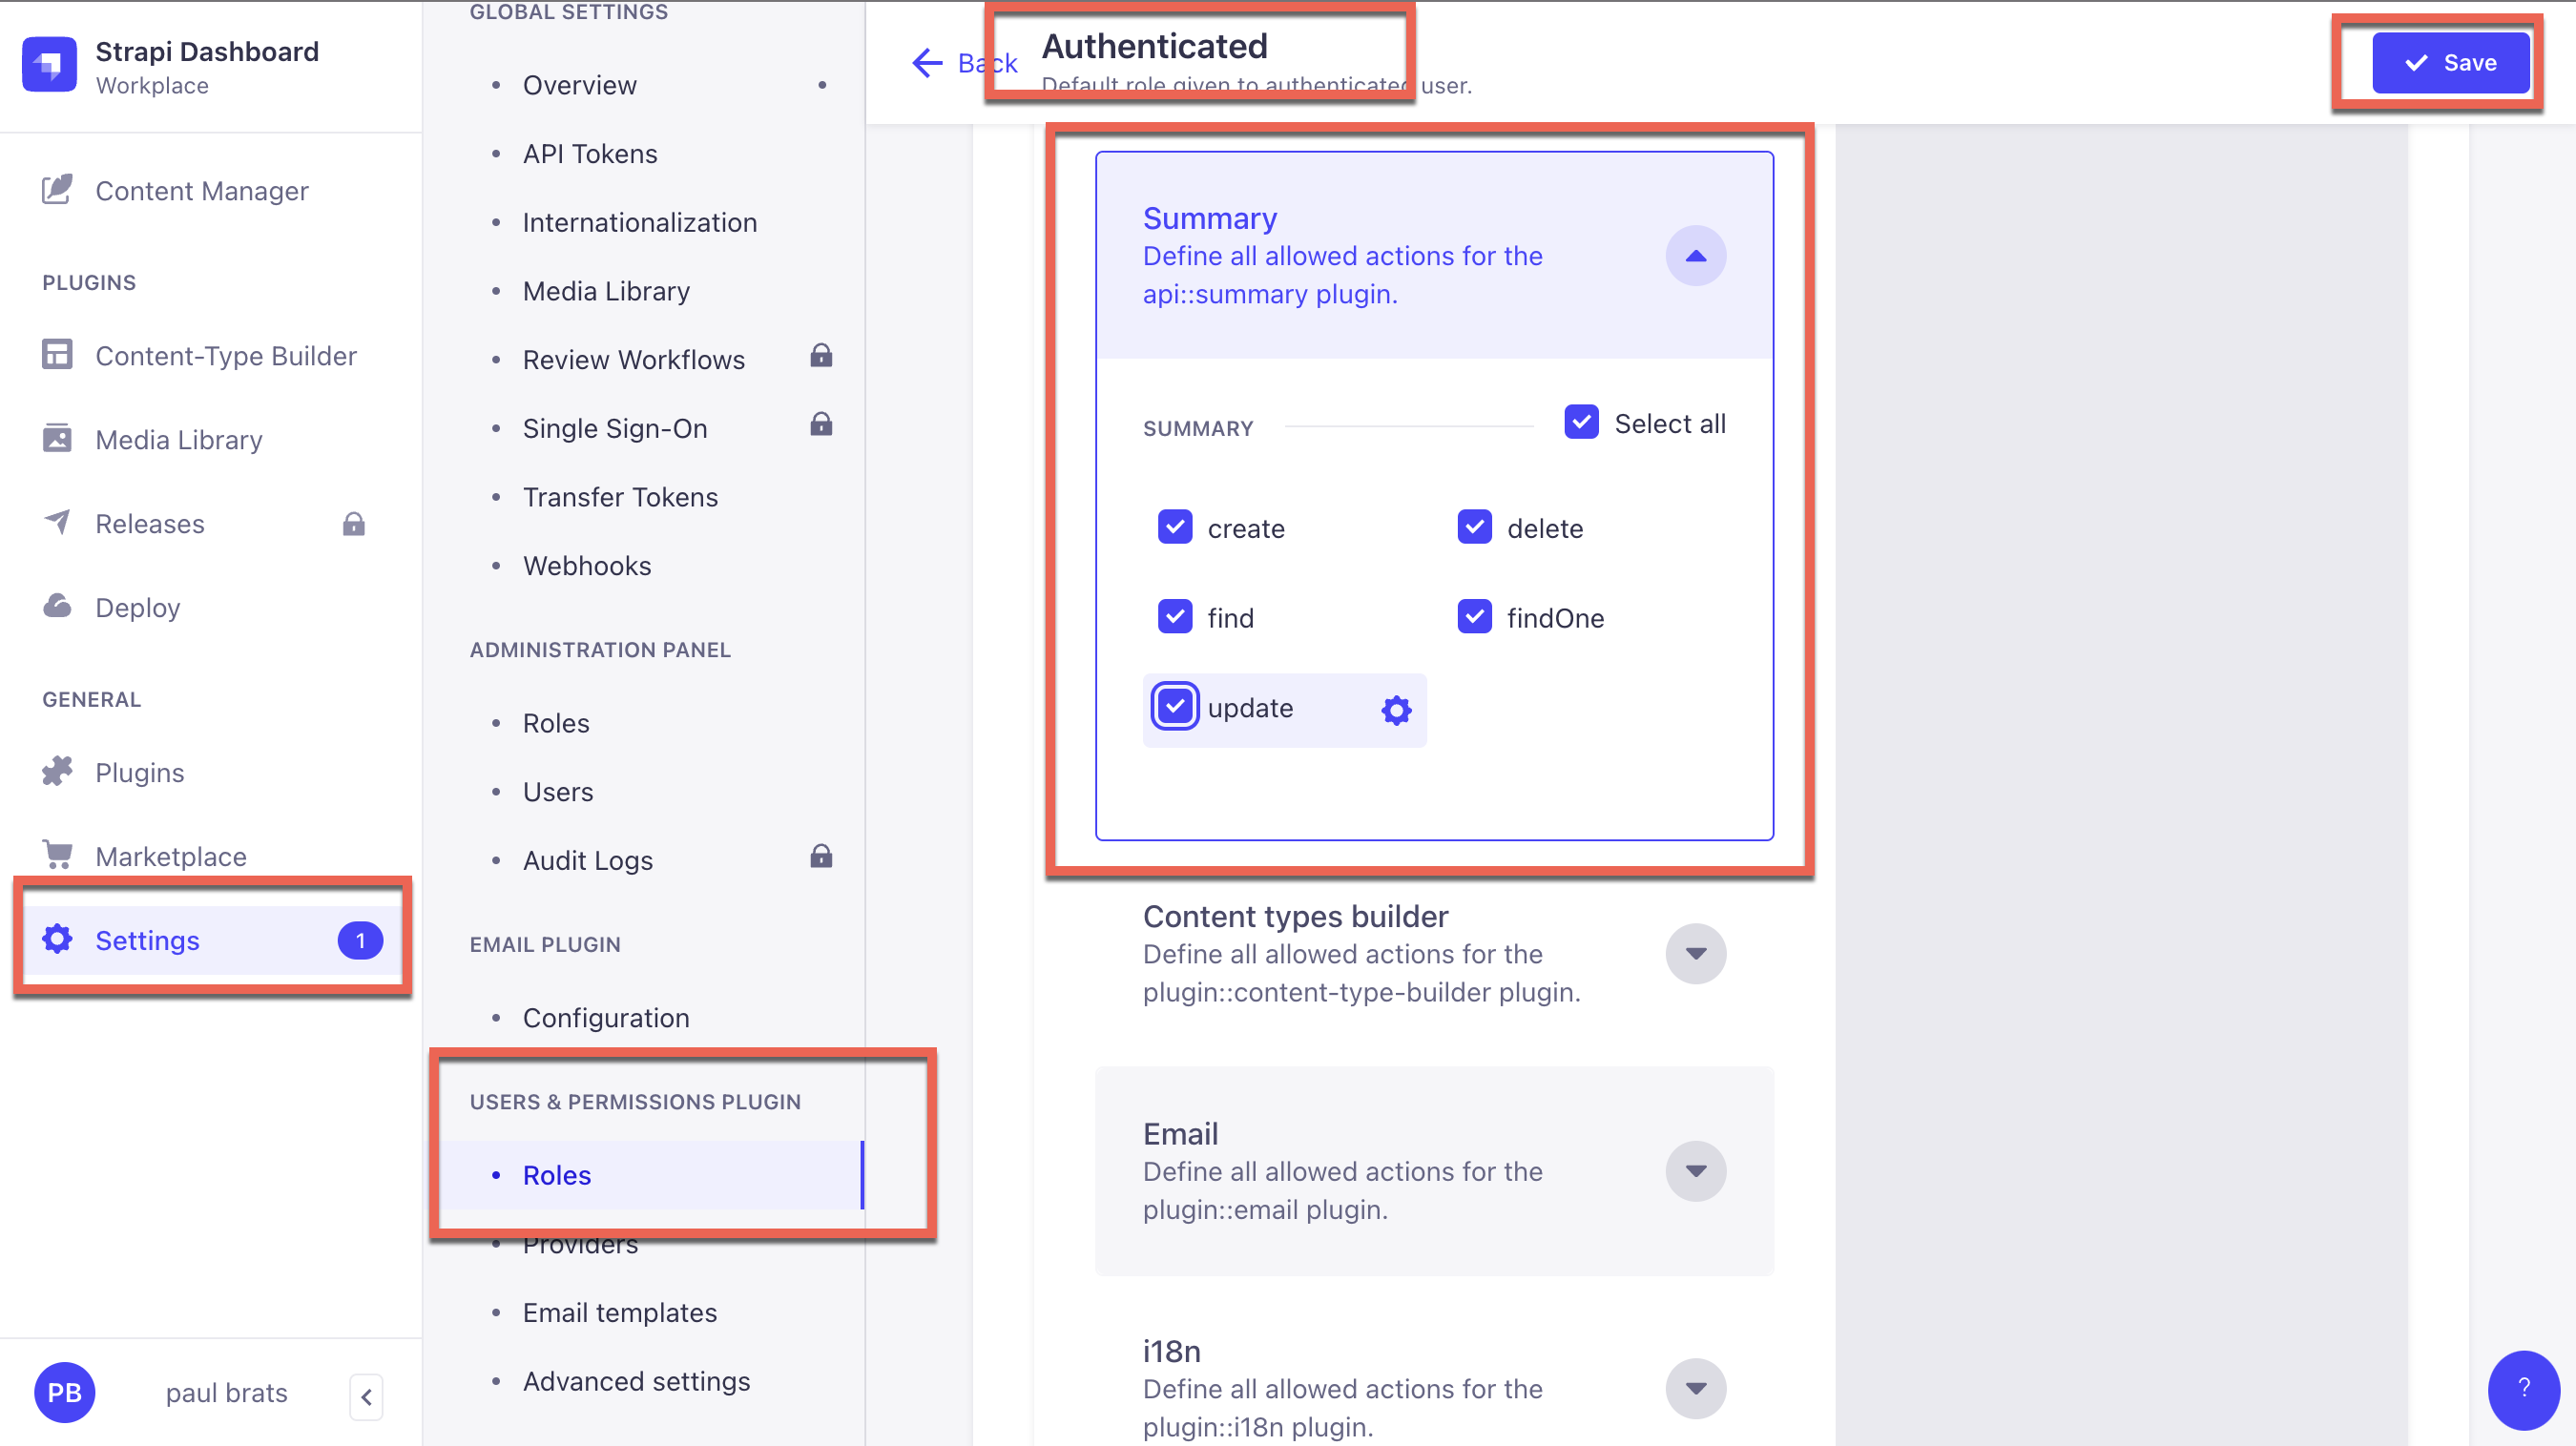 Strapi Dashboard
Workplace
Content Manager
PLUGINS
Content-Type Builder
Media Library
Releases
Deploy
GENERAL
Plugins
Marketplace
Settings
1
PB
paul brats
GLOBAL SETTINGS
Overview
API Tokens
Internationalization
Media Library
Review Workflows
Single Sign-On
Transfer Tokens
Webhooks
ADMINISTRATION PANEL
Roles
Users
Audit Logs
EMAIL PLUGIN
Configuration
USERS & PERMISSIONS PLUGIN
Roles
Providers
Email templates
Advanced settings
Back
Authenticated
Default role given to authenticated user.
Save
Summary
Define all allowed actions for the
api::summary plugin.
SUMMARY
Select all
create
delete
find
findOne
update
Content types builder
Define all allowed actions for the
plugin::content-type-builder plugin.
Email
Define all allowed actions for the
plugin::email plugin.
i18n
Define all allowed actions for the
plugin::i18n plugin.
?